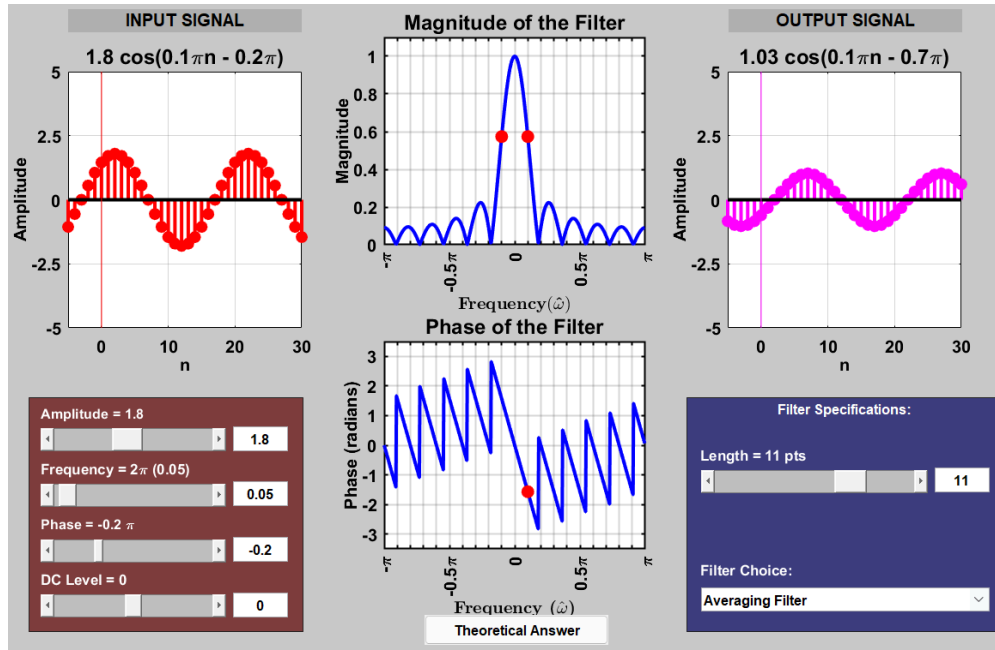 INPUT SIGNAL
1.8 cos(0.1πn - 0.2π)
5
2.5
0
-2.5
-5
Amplitude
0
10
20
30
n
Magnitude of the Filter
1
0.8
0.6
0.4
0.2
0
Magnitude
-π
-0.5π
0
0.5π
π
Frequency(ω̂)
Phase of the Filter
3
2
1
0
-1
-2
-3
Phase (radians)
-π
-0.5π
0
0.5π
π
Frequency (ω̂)
Theoretical Answer
OUTPUT SIGNAL
1.03 cos(0.1πn - 0.7π)
5
2.5
0
-2.5
-5
Amplitude
0
10
20
30
n
Amplitude = 1.8
1.8
Frequency = 2π (0.05)
0.05
Phase = -0.2 π
-0.2
DC Level = 0
0
Filter Specifications:
Length = 11 pts
11
Filter Choice:
Averaging Filter